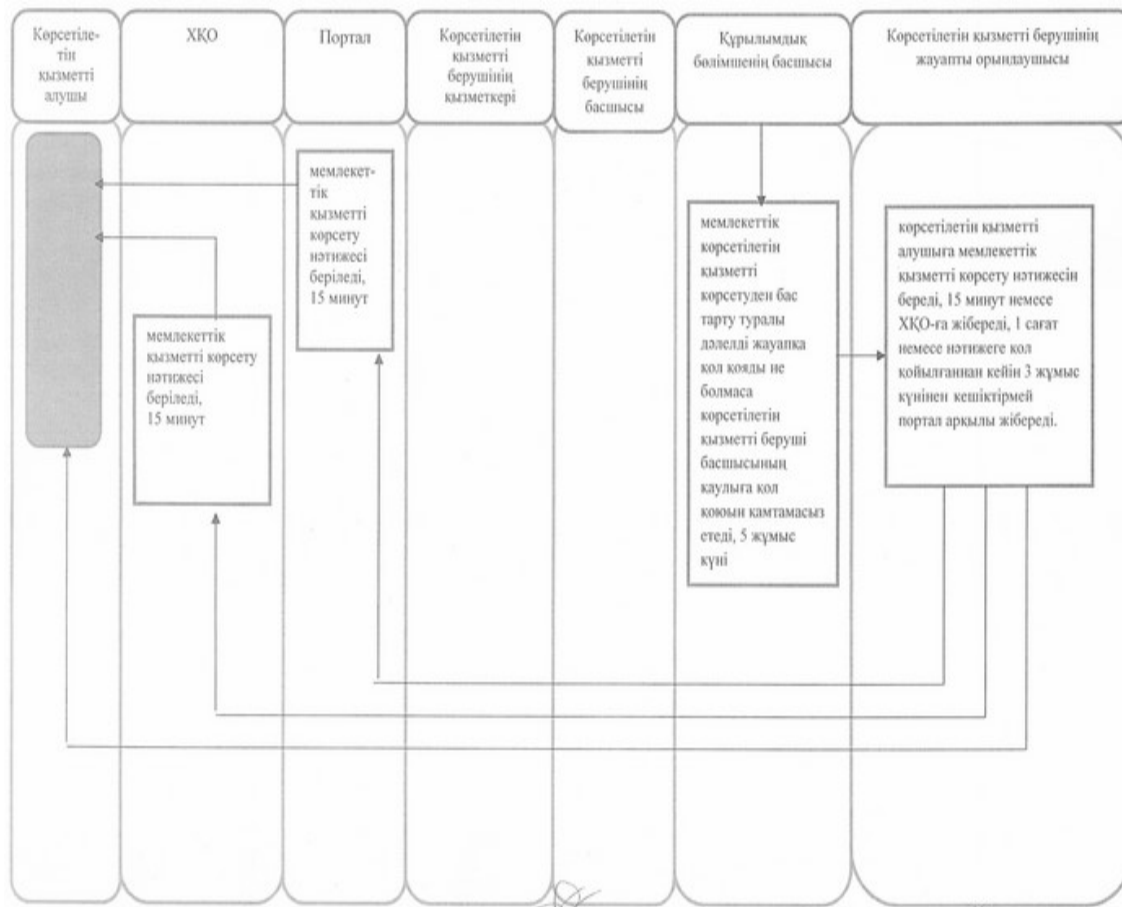 Көрсетіле-
тін
қызметті
алушы
ХҚО
Портал
Көрсетілетін
қызметті
берушінің
қызметкері
Көрсетілетін
қызметті
берушінің
басшысы
Құрылымдық
бөлімшенің басшысы
Көрсетілетін қызметті берушінің
жауапты орындаушысы
мемлекет-
тік
қызметті
көрсету
нәтижесі
беріледі,
15 минут
мемлекеттік
қызметті көрсету
нәтижесі
беріледі,
15 минут
мемлекеттік
көрсетілетін
қызметті
көрсетуден бас
тарту туралы
дәлелді жауапқа
қол қояды не
болмаса
көрсетілетін
қызметті беруші
басшысының
қаулыға қол
қоюын қамтамасыз
етеді, 5 жұмыс
күні
көрсетілетін қызметті
алушыға мемлекеттік
қызметті көрсету нәтижесін
береді, 15 минут немесе
ХҚО-ға жібереді, 1 сағат
немесе нәтижеге қол
қойылғаннан кейін 3 жұмыс
күнінен кешіктірмей
портал арқылы жібереді.